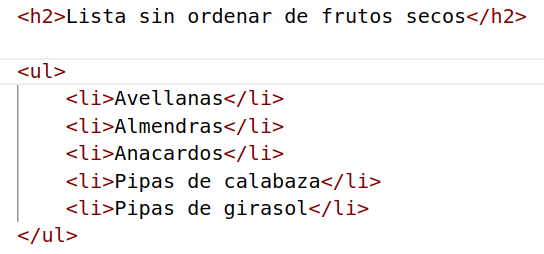 <h2>Lista sin ordenar de frutos secos</h2>
<ul>
<li>Avellanas</li>
<li>Almendras</li>
<li>Anacardos</li>
<li>Pipas de calabaza</li>
<li>Pipas de girasol</li>
</ul>